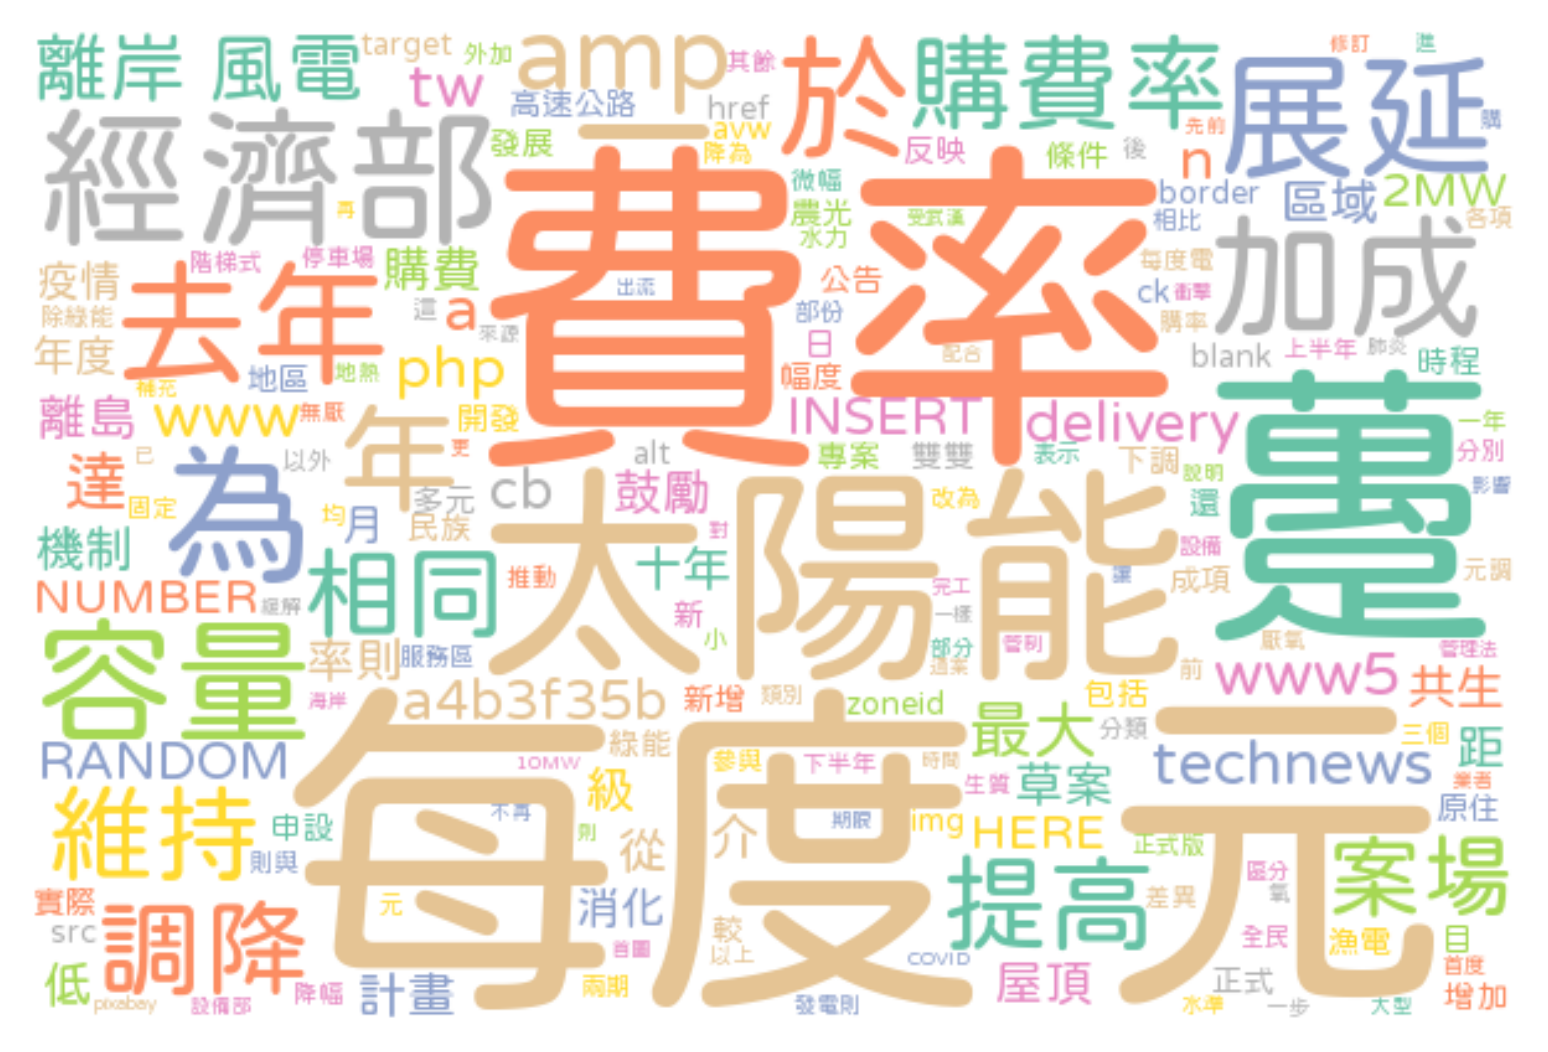 離岸 風電
target
外加
amp
其餘
於
購費率
修訂
進
展延
tw
高速公路
href
avw
先前
購
經濟部
發展
一
降為
反映
條件
後
n
border
區域
2MW
再
微幅
農光
水力
受武漢
相比
各項
費率
加成
階梯式
停車場
購費
疫情
去年
出流
公告
每度電
ck
衝擊
除綠能
這
a
來源
部份
購率
年度
地區
地熱
php
日
配合
blank
上半年
肺炎
時程
補充
幅度
離島
www
無厭
年
開發
INSERT
delivery
躉
一年
達
已
為
以外
更
alt
專案
雙雙
表示
下調
說明
分別
固定
均
月
多元
民族
cb
鼓勵
太陽能
改為
還
影響
機制
相同
對
十年
推動
設備
讓
成項
元調
NUMBER
緩解
新
小
完工
一樣
容量
率則
服務區
部分
通案
管制
前
厭氧
管理法
海岸
a4b3f35b
新增
類別
zoneid
包括
www5
共生
RANDOM
每度元
10MW
綠能
參與
下半年
時間
最大
分類
三個
距
technews
維持
申設
不再
級
生質
草案
業者
原住
則與
則
從
介
期限
img
HERE
正式版
案場
實際
調降
元
消化
較
以上
提高
差異
區分
氧
src
首圖
COVID
全民
漁電
目
低
pixabay
設備部
降幅
計畫
兩期
發電則
屋頂
正式
水準
一步
大型
首度
增加